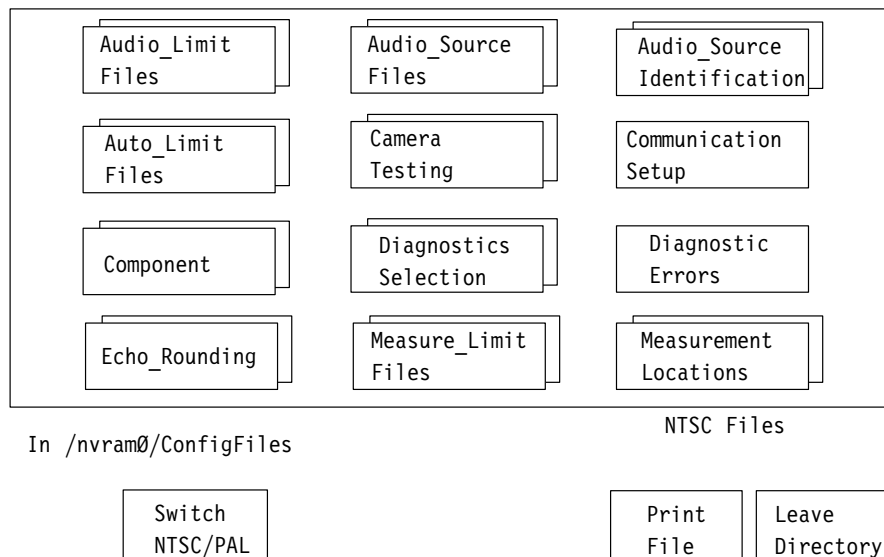 Audio_Limit
Files
Audio_Source
Files
Audio_Source
Identification
Auto_Limit
Files
Camera
Testing
Communication
Setup
Component
Diagnostics
Selection
Diagnostic
Errors
Echo_Rounding
Measure_Limit
Files
Measurement
Locations
NTSC Files
In /nvramØ/ConfigFiles
Switch
NTSC/PAL
Print
File
Leave
Directory